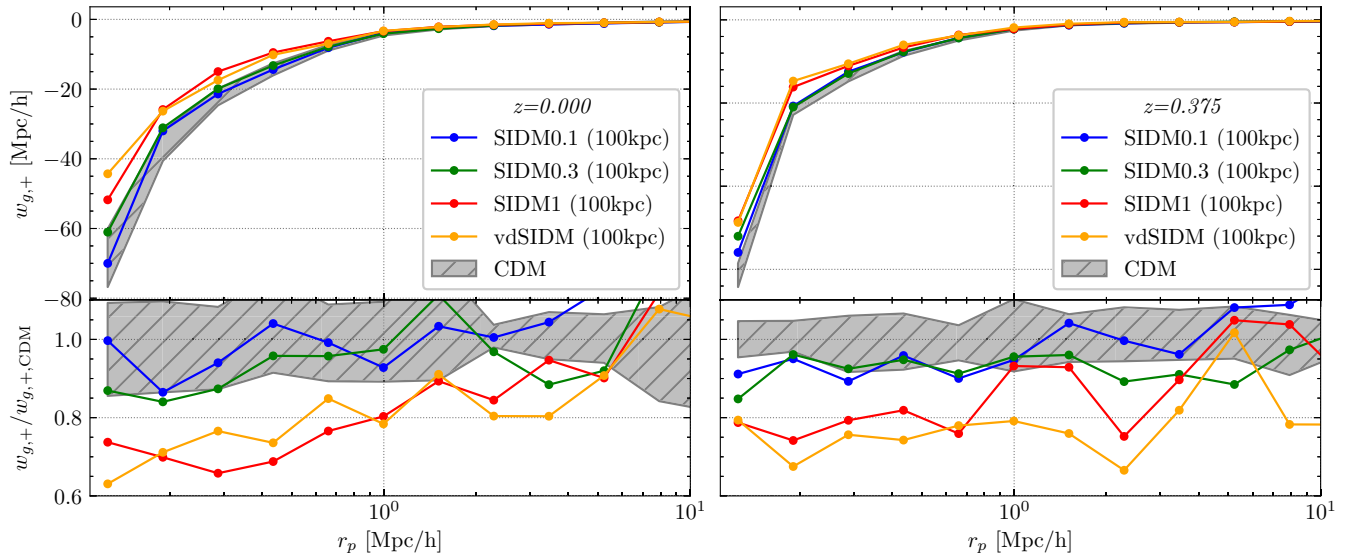 0
−20
−40
−60
−80
w_{g,+} [Mpc/h]
z=0.000
SIDM0.1 (100kpc)
SIDM0.3 (100kpc)
SIDM1 (100kpc)
vdSIDM (100kpc)
CDM
z=0.375
SIDM0.1 (100kpc)
SIDM0.3 (100kpc)
SIDM1 (100kpc)
vdSIDM (100kpc)
CDM
1.0
0.8
0.6
w_{g,+}/w_{g,+,CDM}
10^0
10^1
r_p [Mpc/h]
10^0
10^1
r_p [Mpc/h]